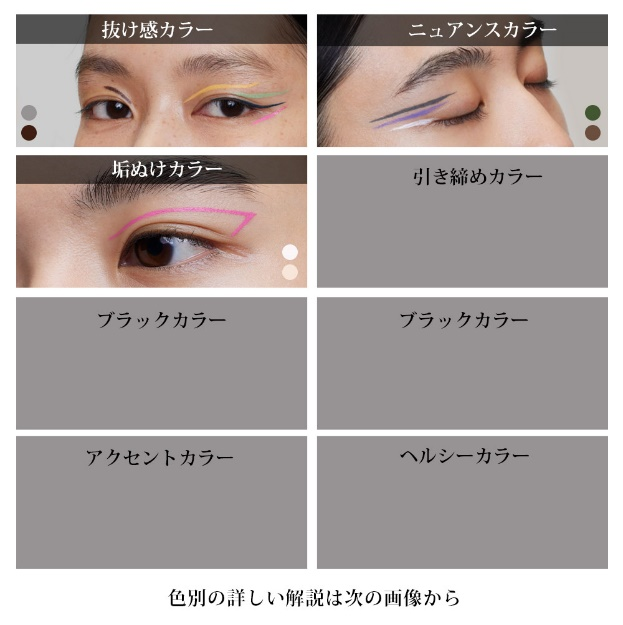 抜け感カラー
ニュアンスカラー
垢ぬけカラー
引き締めカラー
ブラックカラー
ブラックカラー
アクセントカラー
ヘルシーカラー
色別の詳しい解説は次の画像から